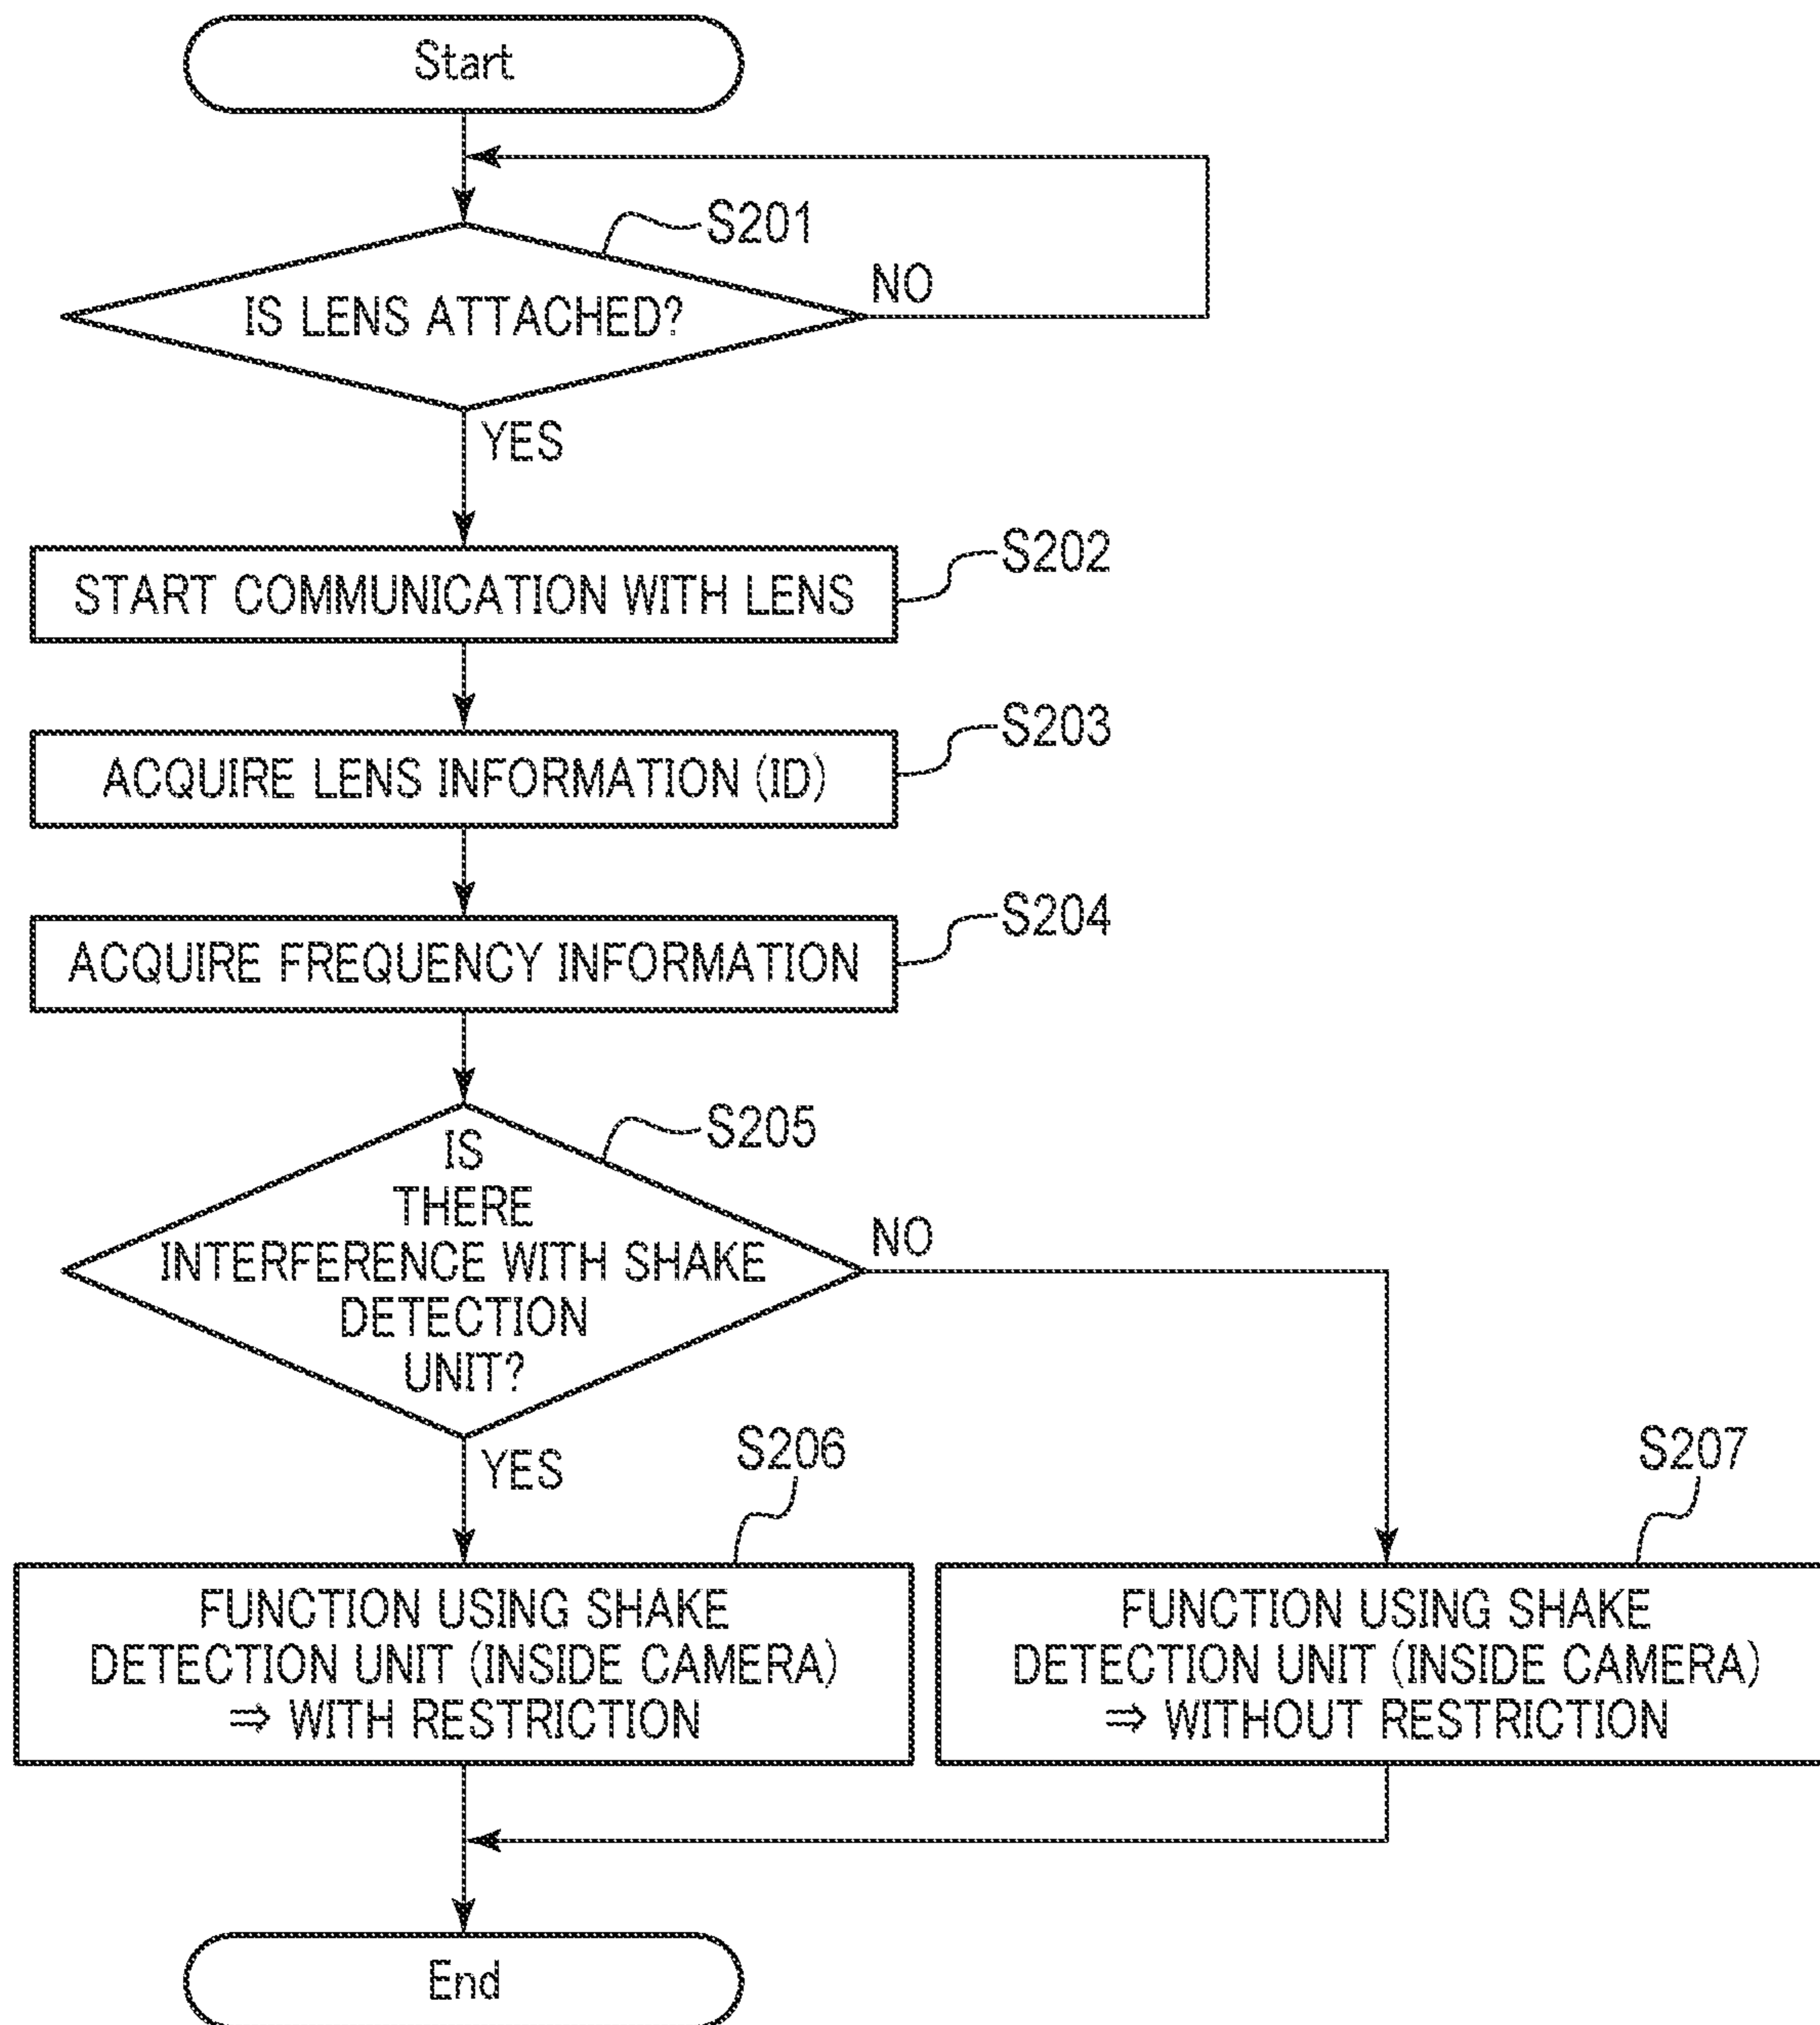 Start
S201
IS LENS ATTACHED?
NO
YES
START COMMUNICATION WITH LENS
S202
ACQUIRE LENS INFORMATION (ID)
S203
ACQUIRE FREQUENCY INFORMATION
S204
S205
IS
THERE
INTERFERENCE WITH SHAKE
DETECTION
UNIT?
NO
YES
S206
FUNCTION USING SHAKE
DETECTION UNIT (INSIDE CAMERA)
⇒ WITH RESTRICTION
S207
FUNCTION USING SHAKE
DETECTION UNIT (INSIDE CAMERA)
⇒ WITHOUT RESTRICTION
End